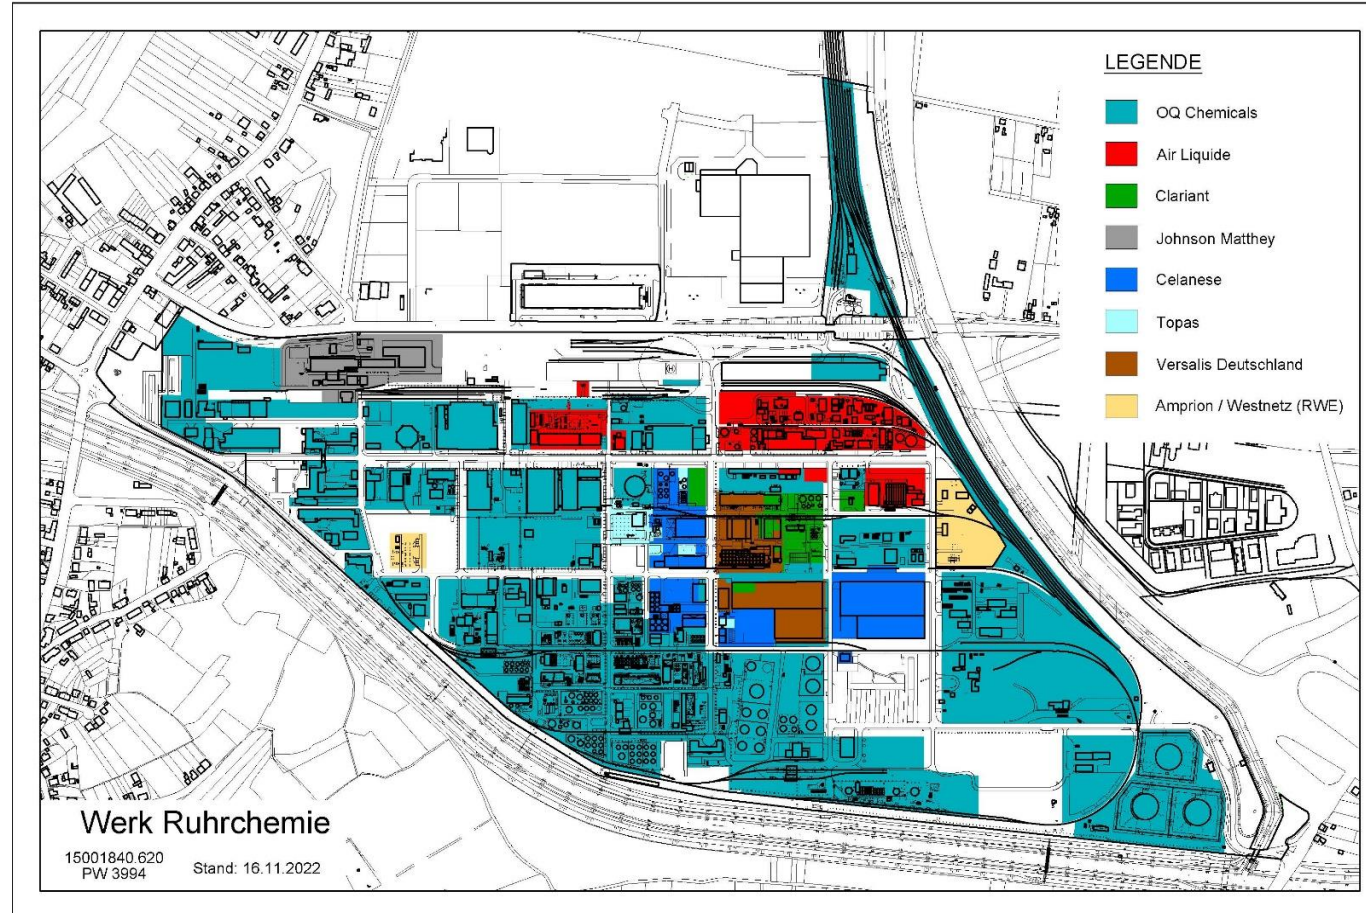 LEGENDE
OQ Chemicals
Air Liquide
Clariant
Johnson Matthey
Celanese
Topas
Versalis Deutschland
Amprion / Westnetz (RWE)
Werk Ruhrchemie
15001840.620
PW 3994
Stand: 16.11.2022